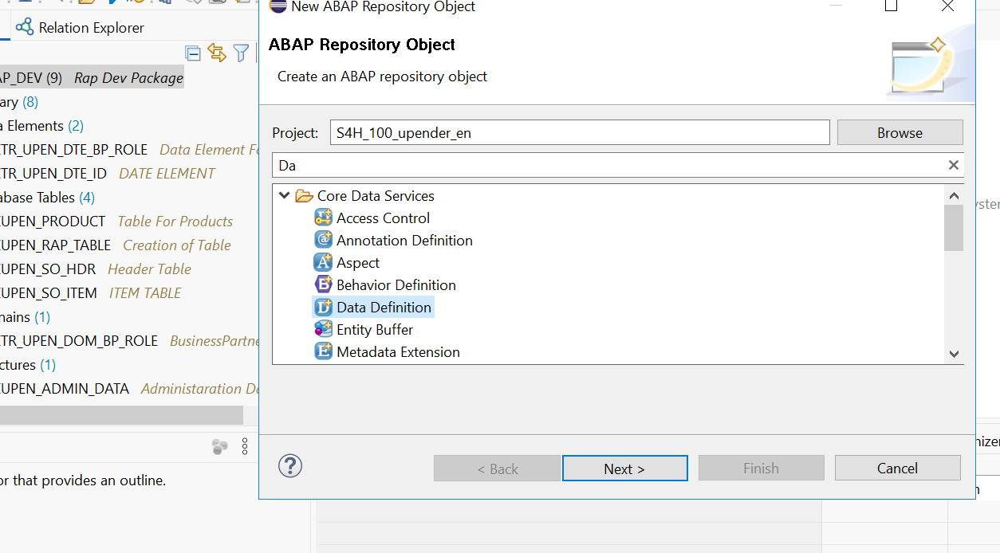 New ABAP Repository Object
Relation Explorer
ABAP Repository Object
Create an ABAP repository object
AP_DEV (9) Rap Dev Package
ary (8)
a Elements (2)
TR_UPEN_DTE_BP_ROLE Data Element Fo
TR_UPEN_DTE_ID DATE ELEMENT
abase Tables (4)
UPEN_PRODUCT Table For Products
UPEN_RAP_TABLE Creation of Table
UPEN_SO_HDR Header Table
UPEN_SO_ITEM ITEM TABLE
mains (1)
TR_UPEN_DOM_BP_ROLE BusinessPartne
ctures (1)
UPEN_ADMIN_DATA Administaration Da
or that provides an outline.
Project: S4H_100_upender_en Browse
Da
Core Data Services
Access Control
Annotation Definition
Aspect
Behavior Definition
Data Definition
Entity Buffer
Metadata Extension
< Back Next > Finish Cancel
yster
nizer